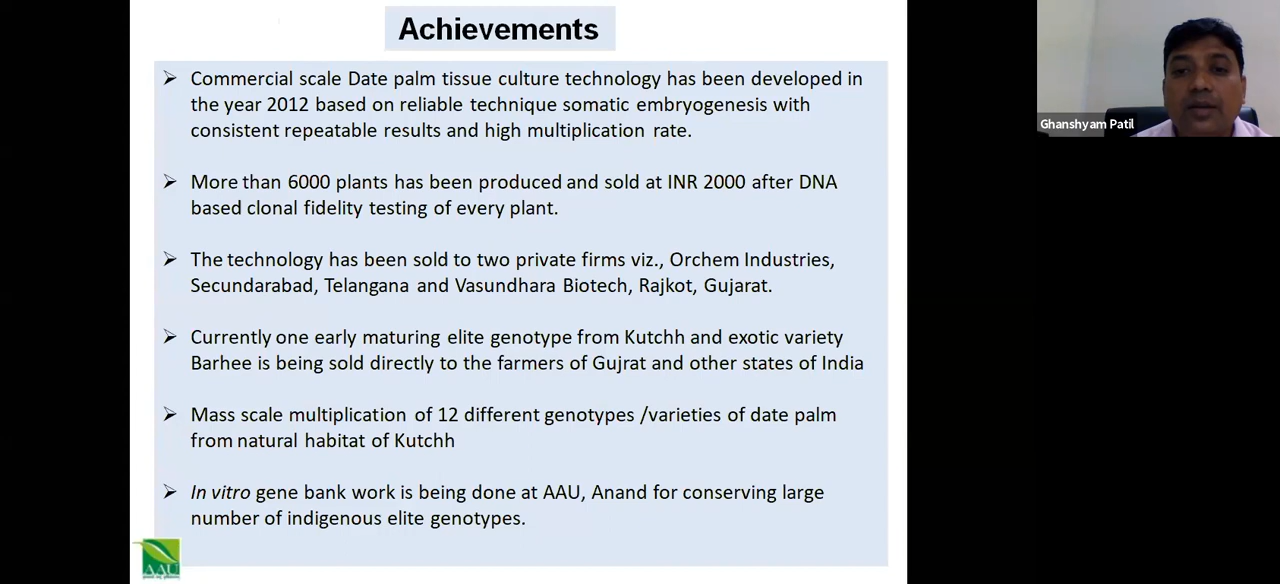 Achievements
Commercial scale Date palm tissue culture technology has been developed in
the year 2012 based on reliable technique somatic embryogenesis with
consistent repeatable results and high multiplication rate.
More than 6000 plants has been produced and sold at INR 2000 after DNA
based clonal fidelity testing of every plant.
The technology has been sold to two private firms viz., Orchem Industries,
Secundarabad, Telangana and Vasundhara Biotech, Rajkot, Gujarat.
Currently one early maturing elite genotype from Kutchh and exotic variety
Barhee is being sold directly to the farmers of Gujrat and other states of India
Mass scale multiplication of 12 different genotypes /varieties of date palm
from natural habitat of Kutchh
In vitro gene bank work is being done at AAU, Anand for conserving large
number of indigenous elite genotypes.
AAU
Ghanshyam Patil